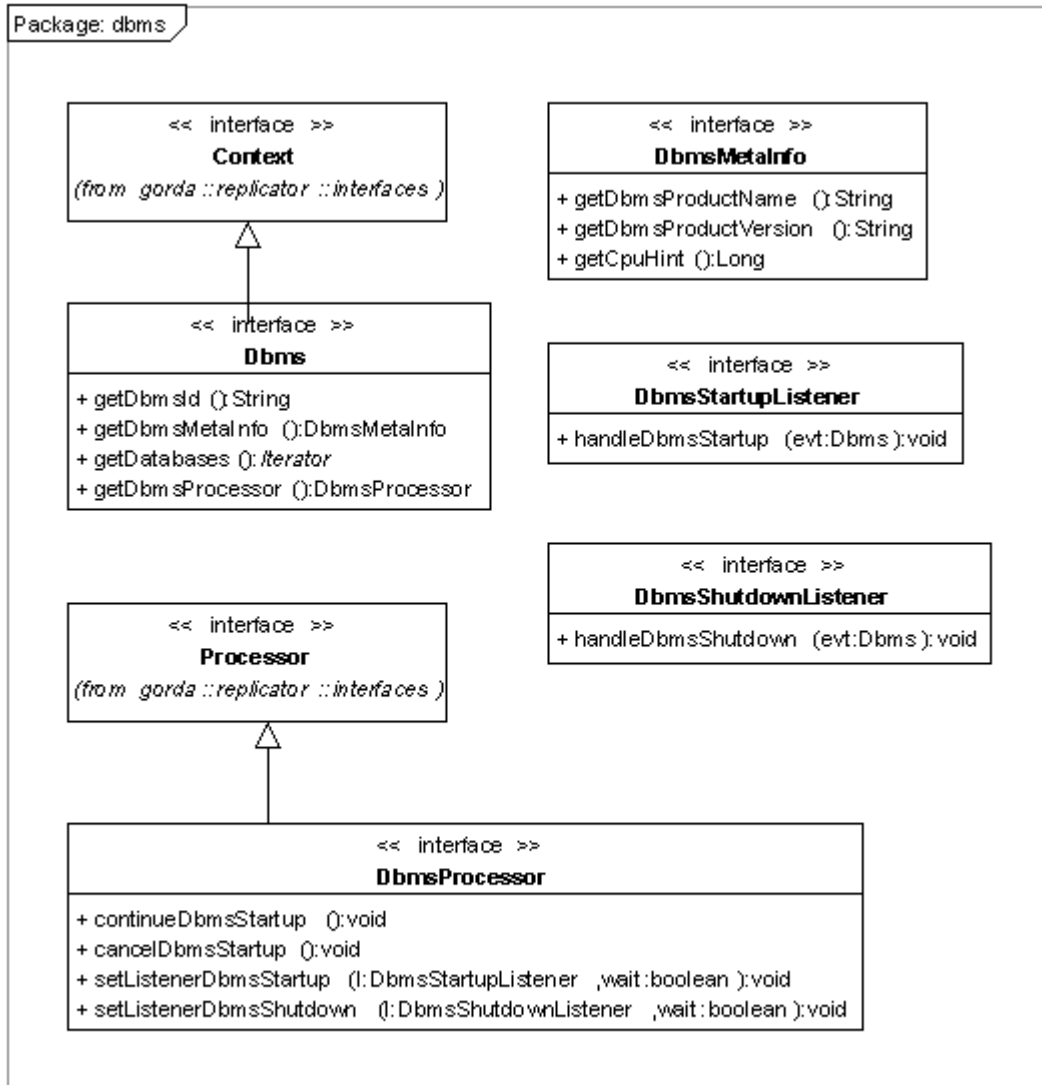 Package: dbms
<< interface >>
Context
(from gorda :: replicator :: interfaces )
<< interface >>
Dbms
+ getDbmsId (): String
+ getDbmsMetaInfo ():DbmsMetaInfo
+ getDatabases (): Iterator
+ getDbmsProcessor ():DbmsProcessor
<< interface >>
DbmsMetaInfo
+ getDbmsProductName (): String
+ getDbmsProductVersion (): String
+ getCpuHint ():Long
<< interface >>
DbmsStartupListener
+ handleDbmsStartup (evt:Dbms ): void
<< interface >>
DbmsShutdownListener
+ handleDbmsShutdown (evt:Dbms ): void
<< interface >>
Processor
(from gorda :: replicator :: interfaces )
<< interface >>
DbmsProcessor
+ continueDbmsStartup ():void
+ cancelDbmsStartup ():void
+ setListenerDbmsStartup (l:DbmsStartupListener ,wait:boolean ): void
+ setListenerDbmsShutdown (l:DbmsShutdownListener ,wait:boolean ): void